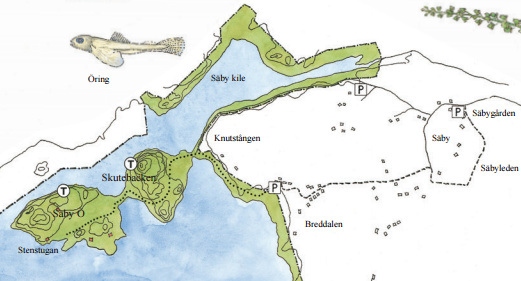 Öring
Säby kile
P
P
Säbygården
Knutstången
Säby
T
Skutebacken
Säbyleden
P
T
Säby Ö
Breddalen
Stenstugan